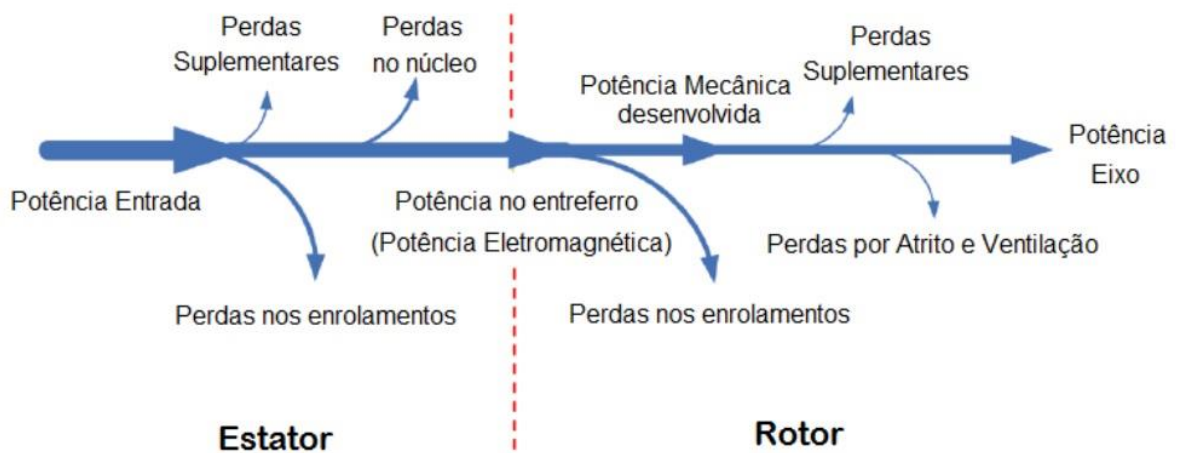 Perdas
Suplementares
Perdas
no núcleo
Potência Mecânica
desenvolvida
Perdas
Suplementares
Potência
Eixo
Potência Entrada
Potência no entreferro
(Potência Eletromagnética)
Perdas por Atrito e Ventilação
Perdas nos enrolamentos
Perdas nos enrolamentos
Estator
Rotor